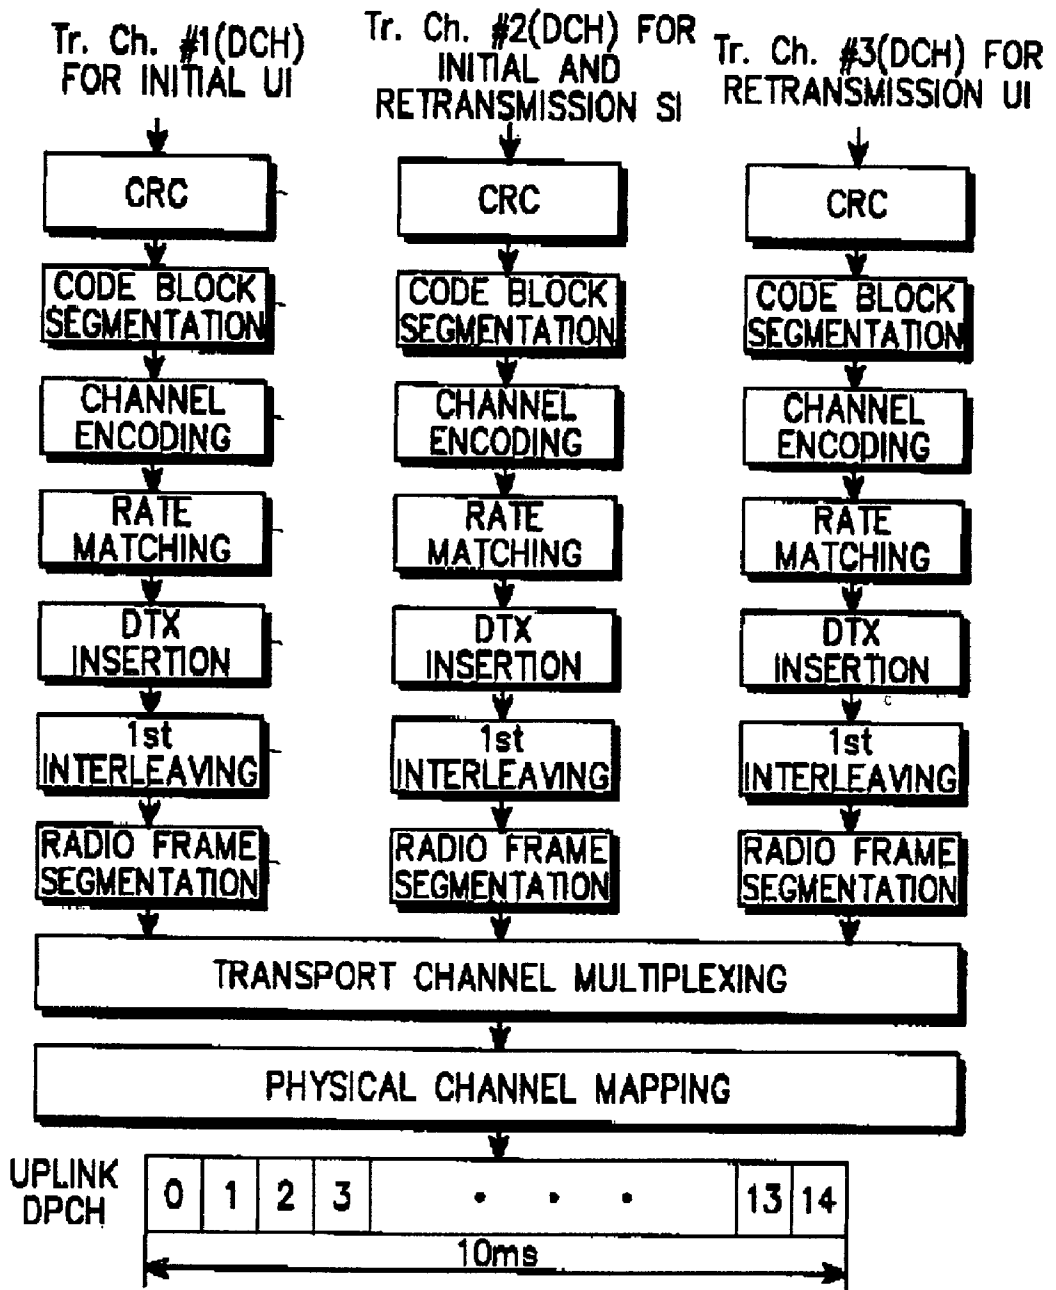 Tr. Ch. #1(DCH)
FOR INITIAL UI
Tr. Ch. #2(DCH) FOR
INITIAL AND
RETRANSMISSION SI
Tr. Ch. #3(DCH) FOR
RETRANSMISSION UI
CRC
CRC
CRC
CODE BLOCK
SEGMENTATION
CODE BLOCK
SEGMENTATION
CODE BLOCK
SEGMENTATION
CHANNEL
ENCODING
CHANNEL
ENCODING
CHANNEL
ENCODING
RATE
MATCHING
RATE
MATCHING
RATE
MATCHING
DTX
INSERTION
DTX
INSERTION
DTX
INSERTION
1st
INTERLEAVING
1st
INTERLEAVING
1st
INTERLEAVING
RADIO FRAME
SEGMENTATION
RADIO FRAME
SEGMENTATION
RADIO FRAME
SEGMENTATION
TRANSPORT CHANNEL MULTIPLEXING
PHYSICAL CHANNEL MAPPING
UPLINK
DPCH
0 1 2 3 . . . 13 14
10ms